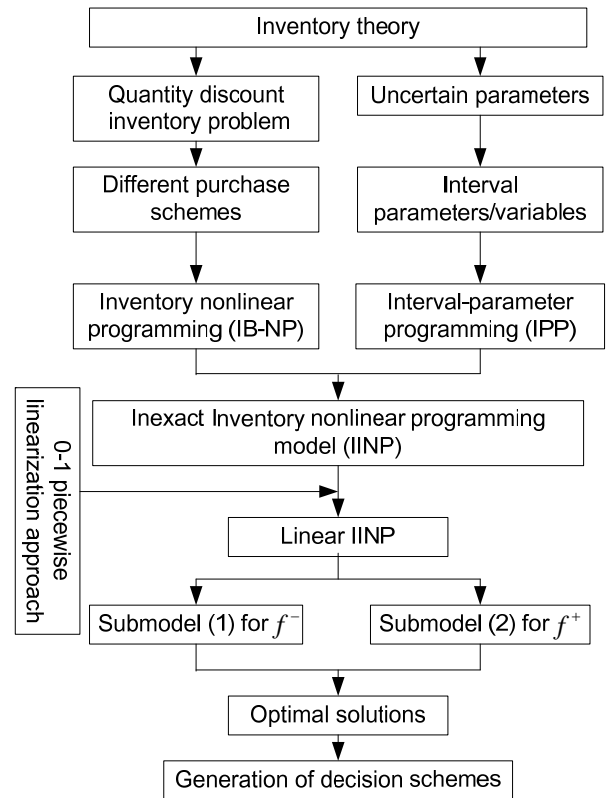 Inventory theory
Quantity discount
inventory problem
Uncertain parameters
Different purchase
schemes
Interval
parameters/variables
Inventory nonlinear
programming (IB-NP)
Interval-parameter
programming (IPP)
Inexact Inventory nonlinear programming
model (IINP)
0-1 piecewise
linearization approach
Linear IINP
Submodel (1) for f⁻
Submodel (2) for f⁺
Optimal solutions
Generation of decision schemes